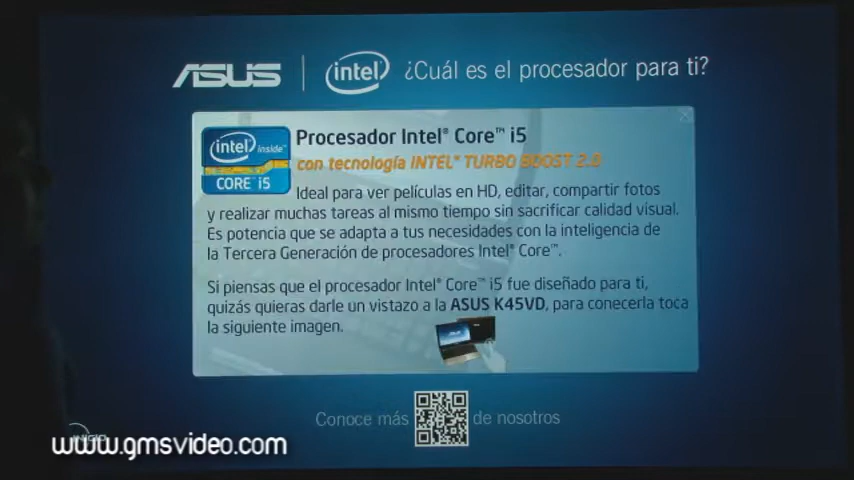 ASUS | intel ¿Cuál es el procesador para ti?
intel inside™
CORE™ i5
Procesador Intel® Core™ i5
con tecnología INTEL® TURBO BOOST 2.0
Ideal para ver películas en HD, editar, compartir fotos
y realizar muchas tareas al mismo tiempo sin sacrificar calidad visual.
Es potencia que se adapta a tus necesidades con la inteligencia de
la Tercera Generación de procesadores Intel® Core™.
Si piensas que el procesador Intel® Core™ i5 fue diseñado para ti,
quizás quieras darle un vistazo a la ASUS K45VD, para conecerla toca
la siguiente imagen.
ASUS
Conoce más de nosotros
INICIO
www.gmsvideo.com